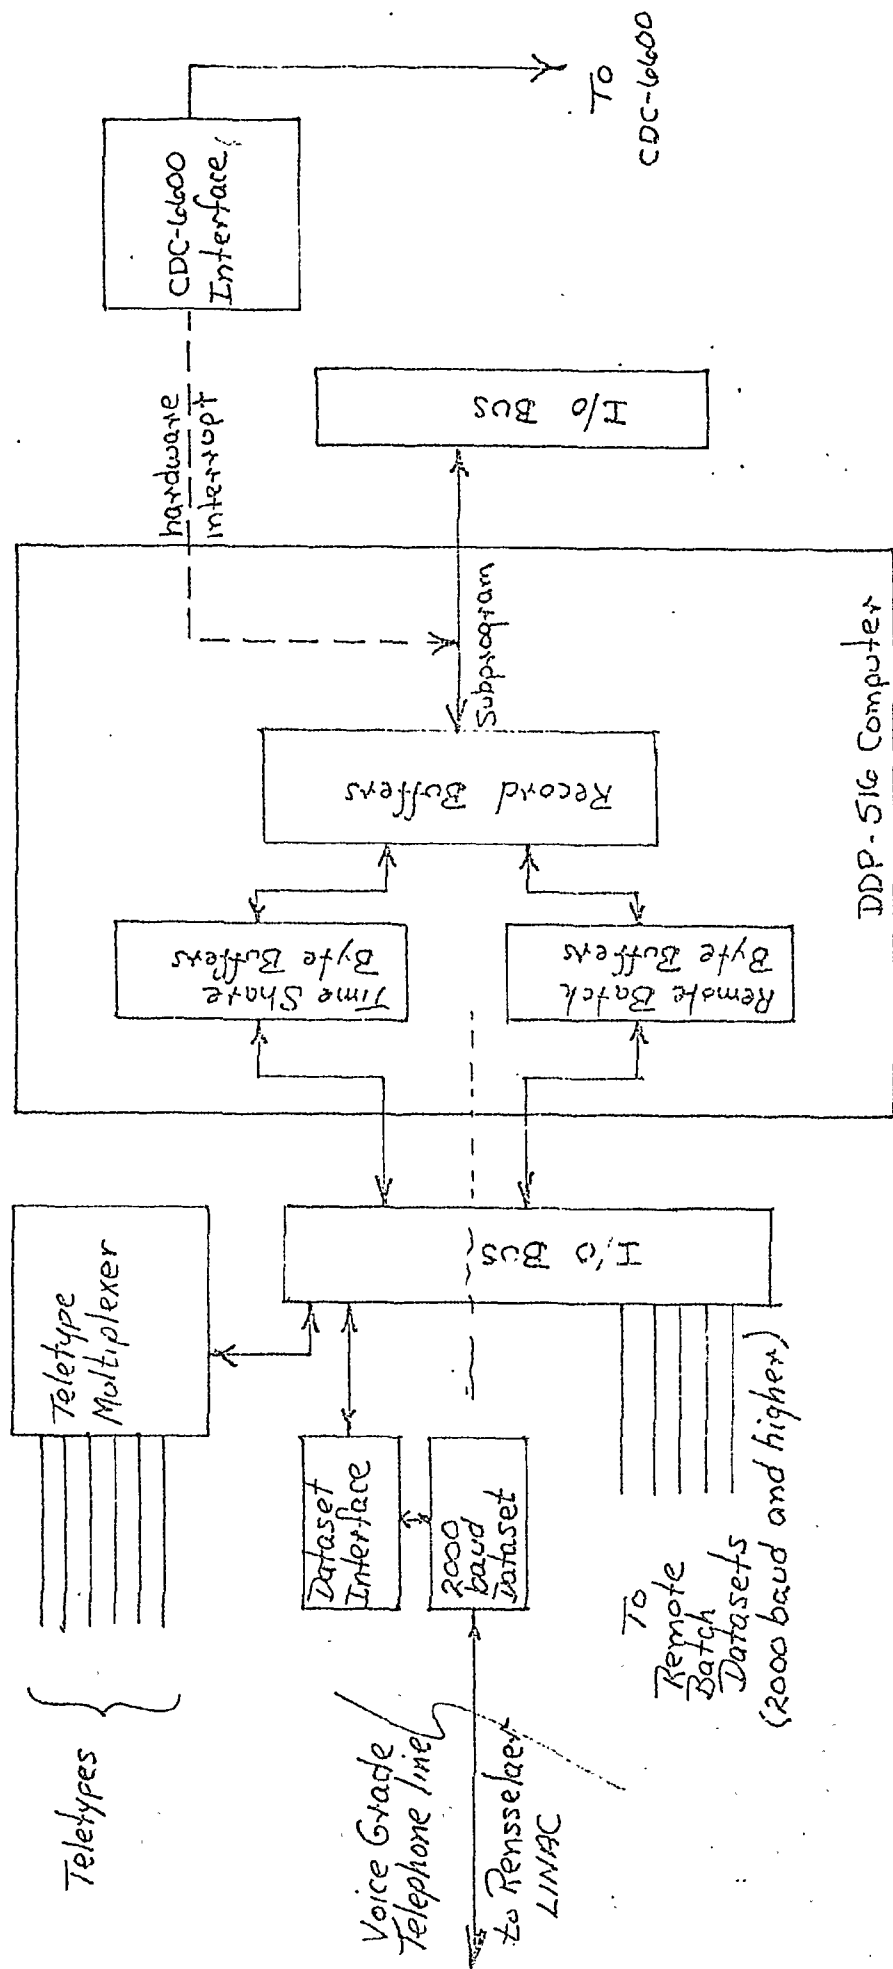 Teletypes
Teletype
Multiplexer
Voice Grade
Telephone line
to Rensselaer
LINAC
Dataset
Interface
2000
baud
Dataset
To
Remote
Batch
Datasets
(2000 baud and higher)
I/O BUS
Time Share
Byte Buffers
Remote Batch
Byte Buffers
Record Buffers
Subprogram
DDP-516 Computer
hardware
interrupt
I/O BUS
CDC-6600
Interface
To
CDC-6600